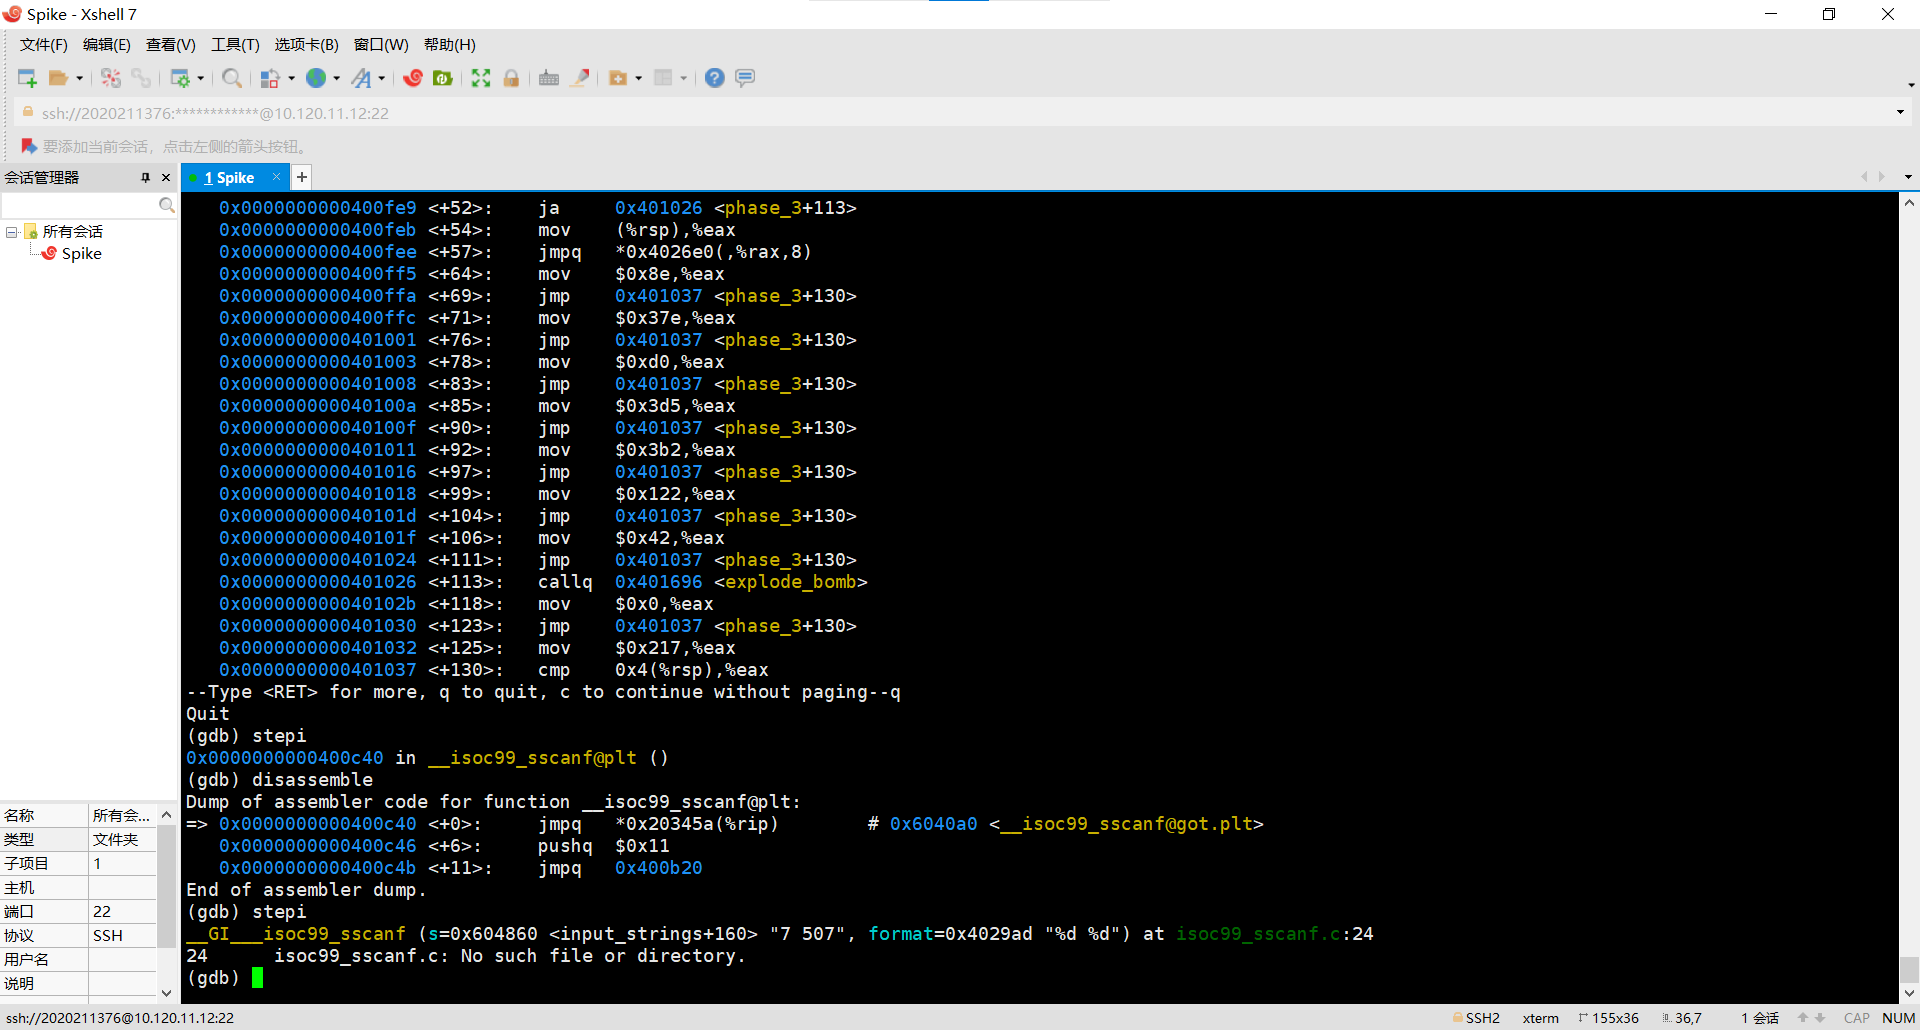 Spike - Xshell 7
文件(F) 编辑(E) 查看(V) 工具(T) 选项卡(B) 窗口(W) 帮助(H)
ssh://2020211376:************@10.120.11.12:22
要添加当前会话，点击左侧的箭头按钮。
会话管理器
1 Spike
所有会话
Spike
0x0000000000400fe9 <+52>: ja 0x401026 <phase_3+113>
0x0000000000400feb <+54>: mov (%rsp),%eax
0x0000000000400fee <+57>: jmpq *0x4026e0(,%rax,8)
0x0000000000400ff5 <+64>: mov $0x8e,%eax
0x0000000000400ffa <+69>: jmp 0x401037 <phase_3+130>
0x0000000000400ffc <+71>: mov $0x37e,%eax
0x0000000000401001 <+76>: jmp 0x401037 <phase_3+130>
0x0000000000401003 <+78>: mov $0xd0,%eax
0x0000000000401008 <+83>: jmp 0x401037 <phase_3+130>
0x000000000040100a <+85>: mov $0x3d5,%eax
0x000000000040100f <+90>: jmp 0x401037 <phase_3+130>
0x0000000000401011 <+92>: mov $0x3b2,%eax
0x0000000000401016 <+97>: jmp 0x401037 <phase_3+130>
0x0000000000401018 <+99>: mov $0x122,%eax
0x000000000040101d <+104>: jmp 0x401037 <phase_3+130>
0x000000000040101f <+106>: mov $0x42,%eax
0x0000000000401024 <+111>: jmp 0x401037 <phase_3+130>
0x0000000000401026 <+113>: callq 0x401696 <explode_bomb>
0x000000000040102b <+118>: mov $0x0,%eax
0x0000000000401030 <+123>: jmp 0x401037 <phase_3+130>
0x0000000000401032 <+125>: mov $0x217,%eax
0x0000000000401037 <+130>: cmp 0x4(%rsp),%eax
--Type <RET> for more, q to quit, c to continue without paging--q
Quit
(gdb) stepi
0x0000000000400c40 in __isoc99_sscanf@plt ()
(gdb) disassemble
Dump of assembler code for function __isoc99_sscanf@plt:
=> 0x0000000000400c40 <+0>: jmpq *0x20345a(%rip) # 0x6040a0 <__isoc99_sscanf@got.plt>
0x0000000000400c46 <+6>: pushq $0x11
0x0000000000400c4b <+11>: jmpq 0x400b20
End of assembler dump.
(gdb) stepi
__GI___isoc99_sscanf (s=0x604860 <input_strings+160> "7 507", format=0x4029ad "%d %d") at isoc99_sscanf.c:24
24 isoc99_sscanf.c: No such file or directory.
(gdb)
名称 所有会...
类型 文件夹
子项目 1
主机
端口 22
协议 SSH
用户名
说明
ssh://2020211376@10.120.11.12:22 SSH2 xterm 155x36 36,7 1 会话 CAP NUM